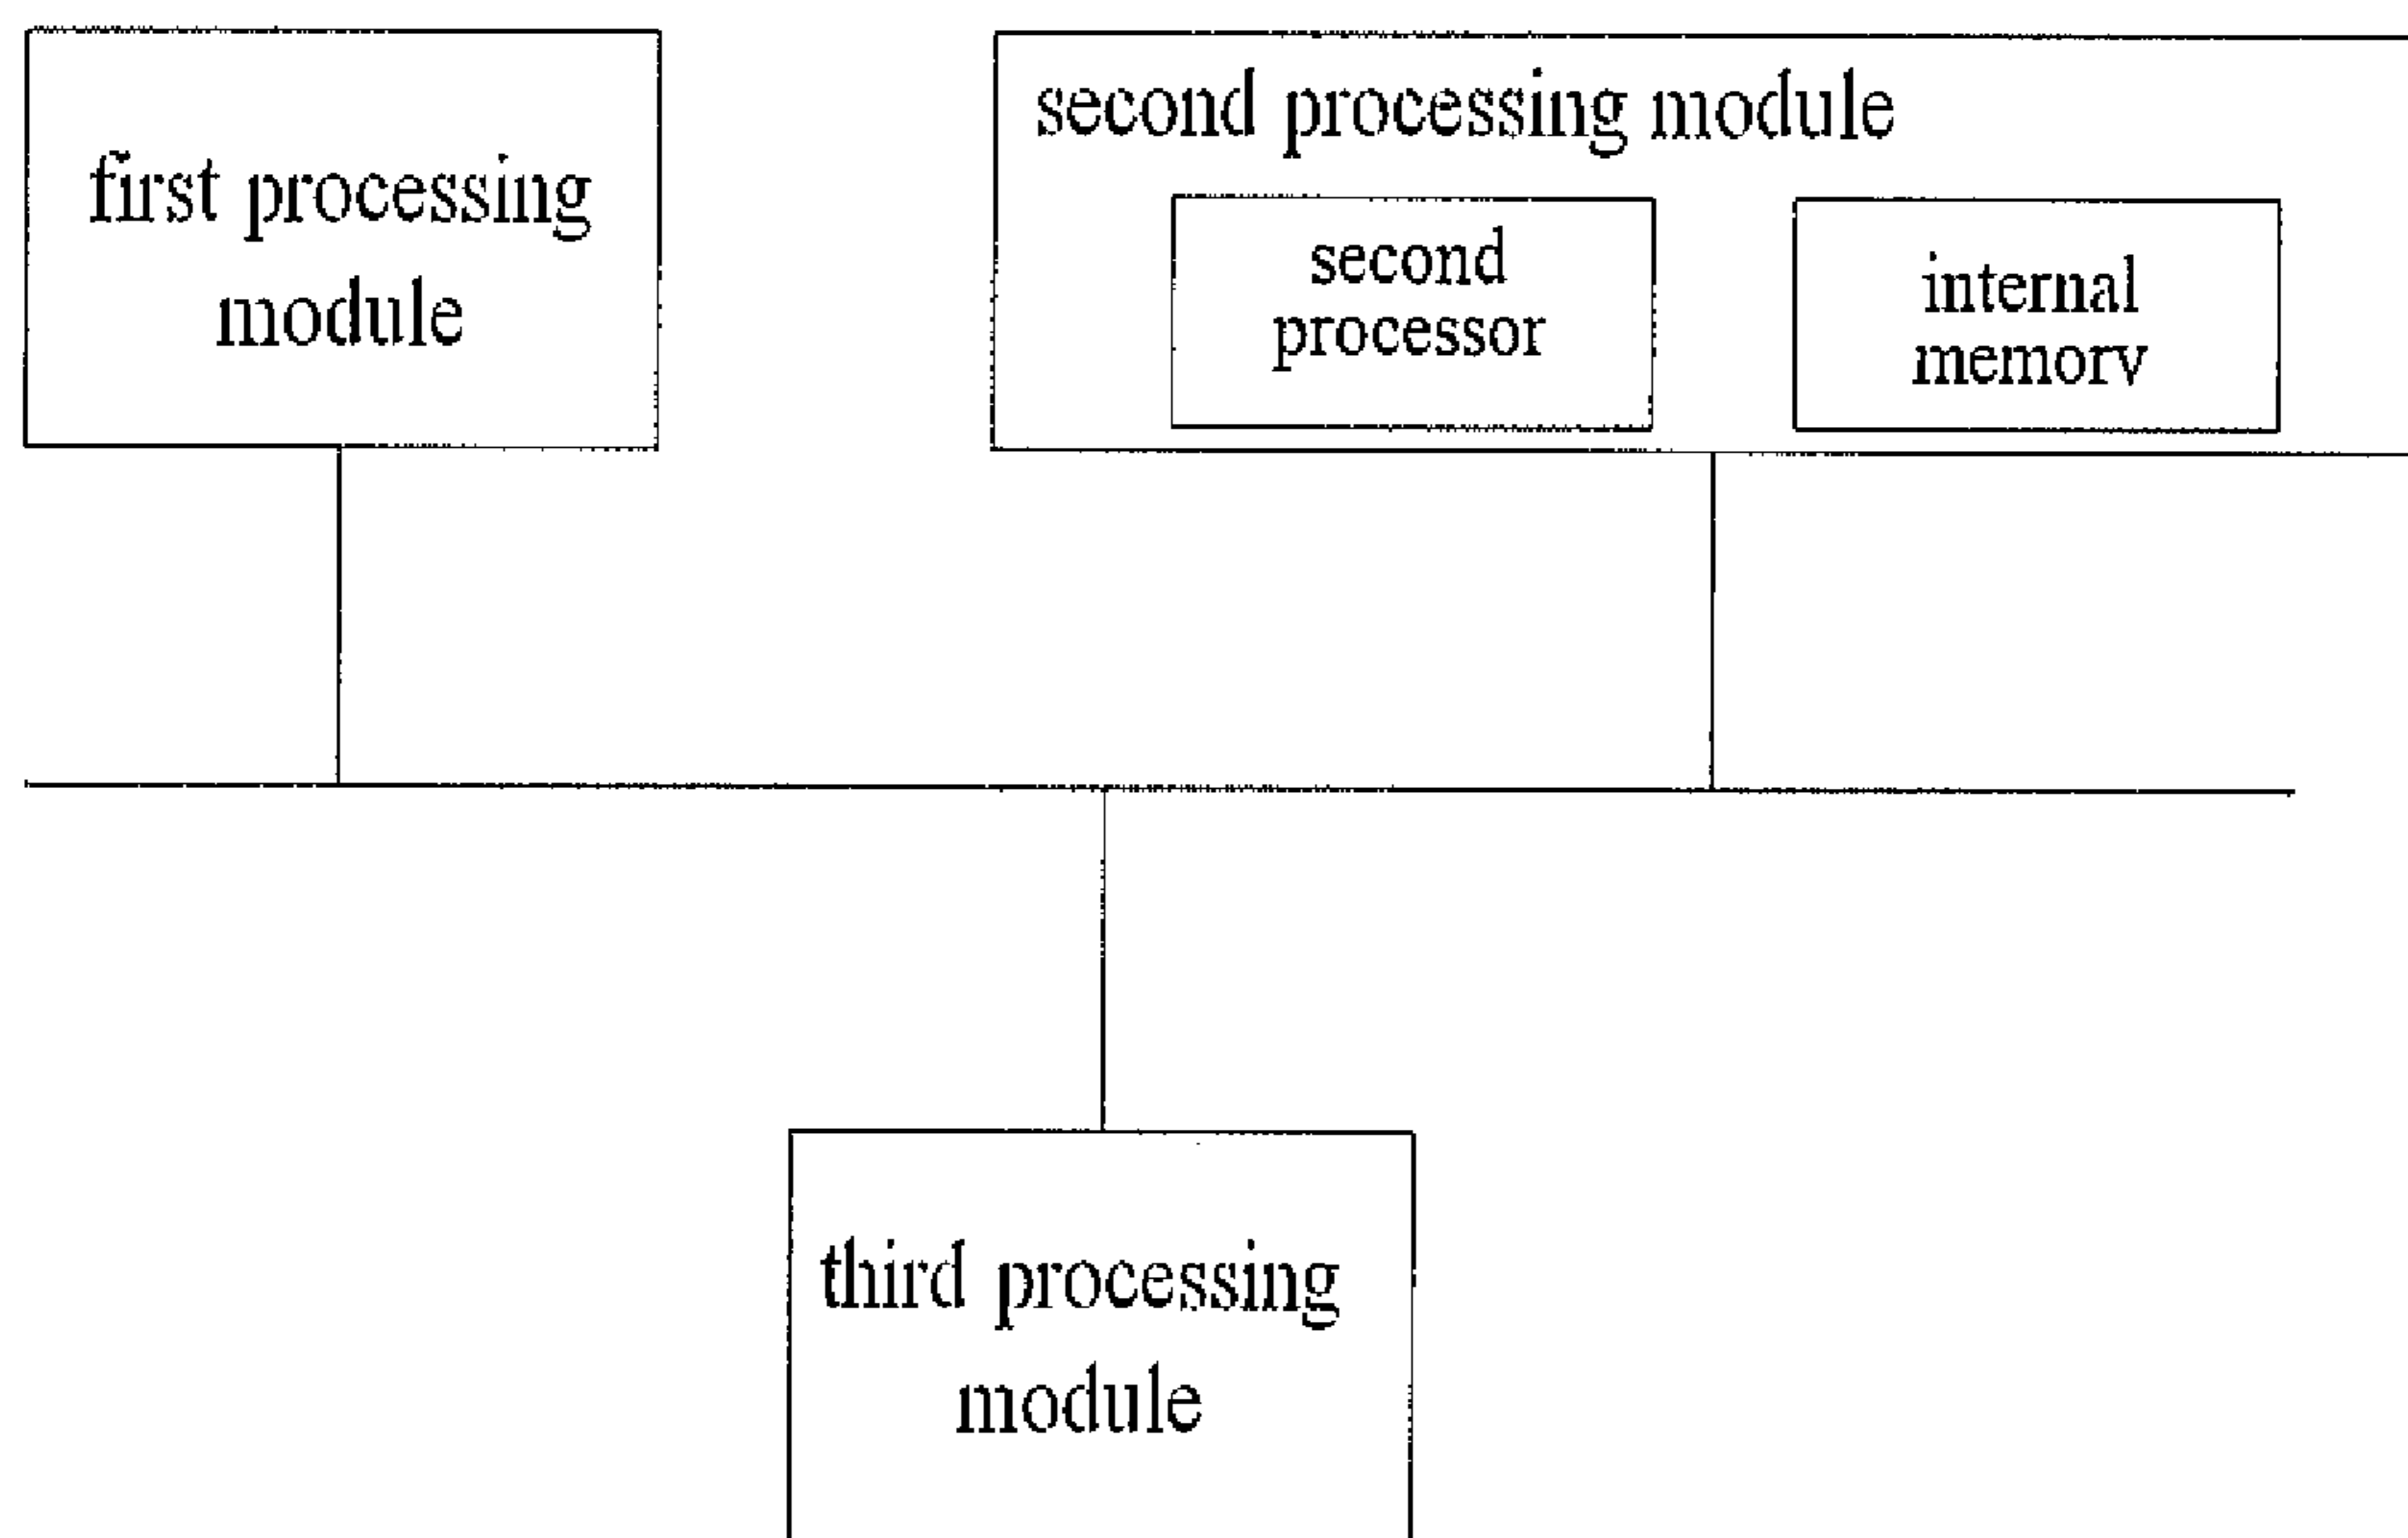 first processing
module
second processing module
second
processor
internal
memory
third processing
module